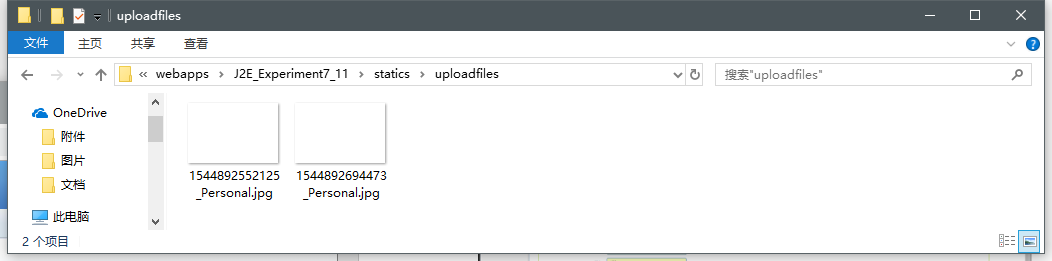 uploadfiles
文件 主页 共享 查看
« webapps > J2E_Experiment7_11 > statics > uploadfiles
搜索"uploadfiles"
OneDrive
附件
图片
文档
此电脑
1544892552125
_Personal.jpg
1544892694473
_Personal.jpg
2 个项目